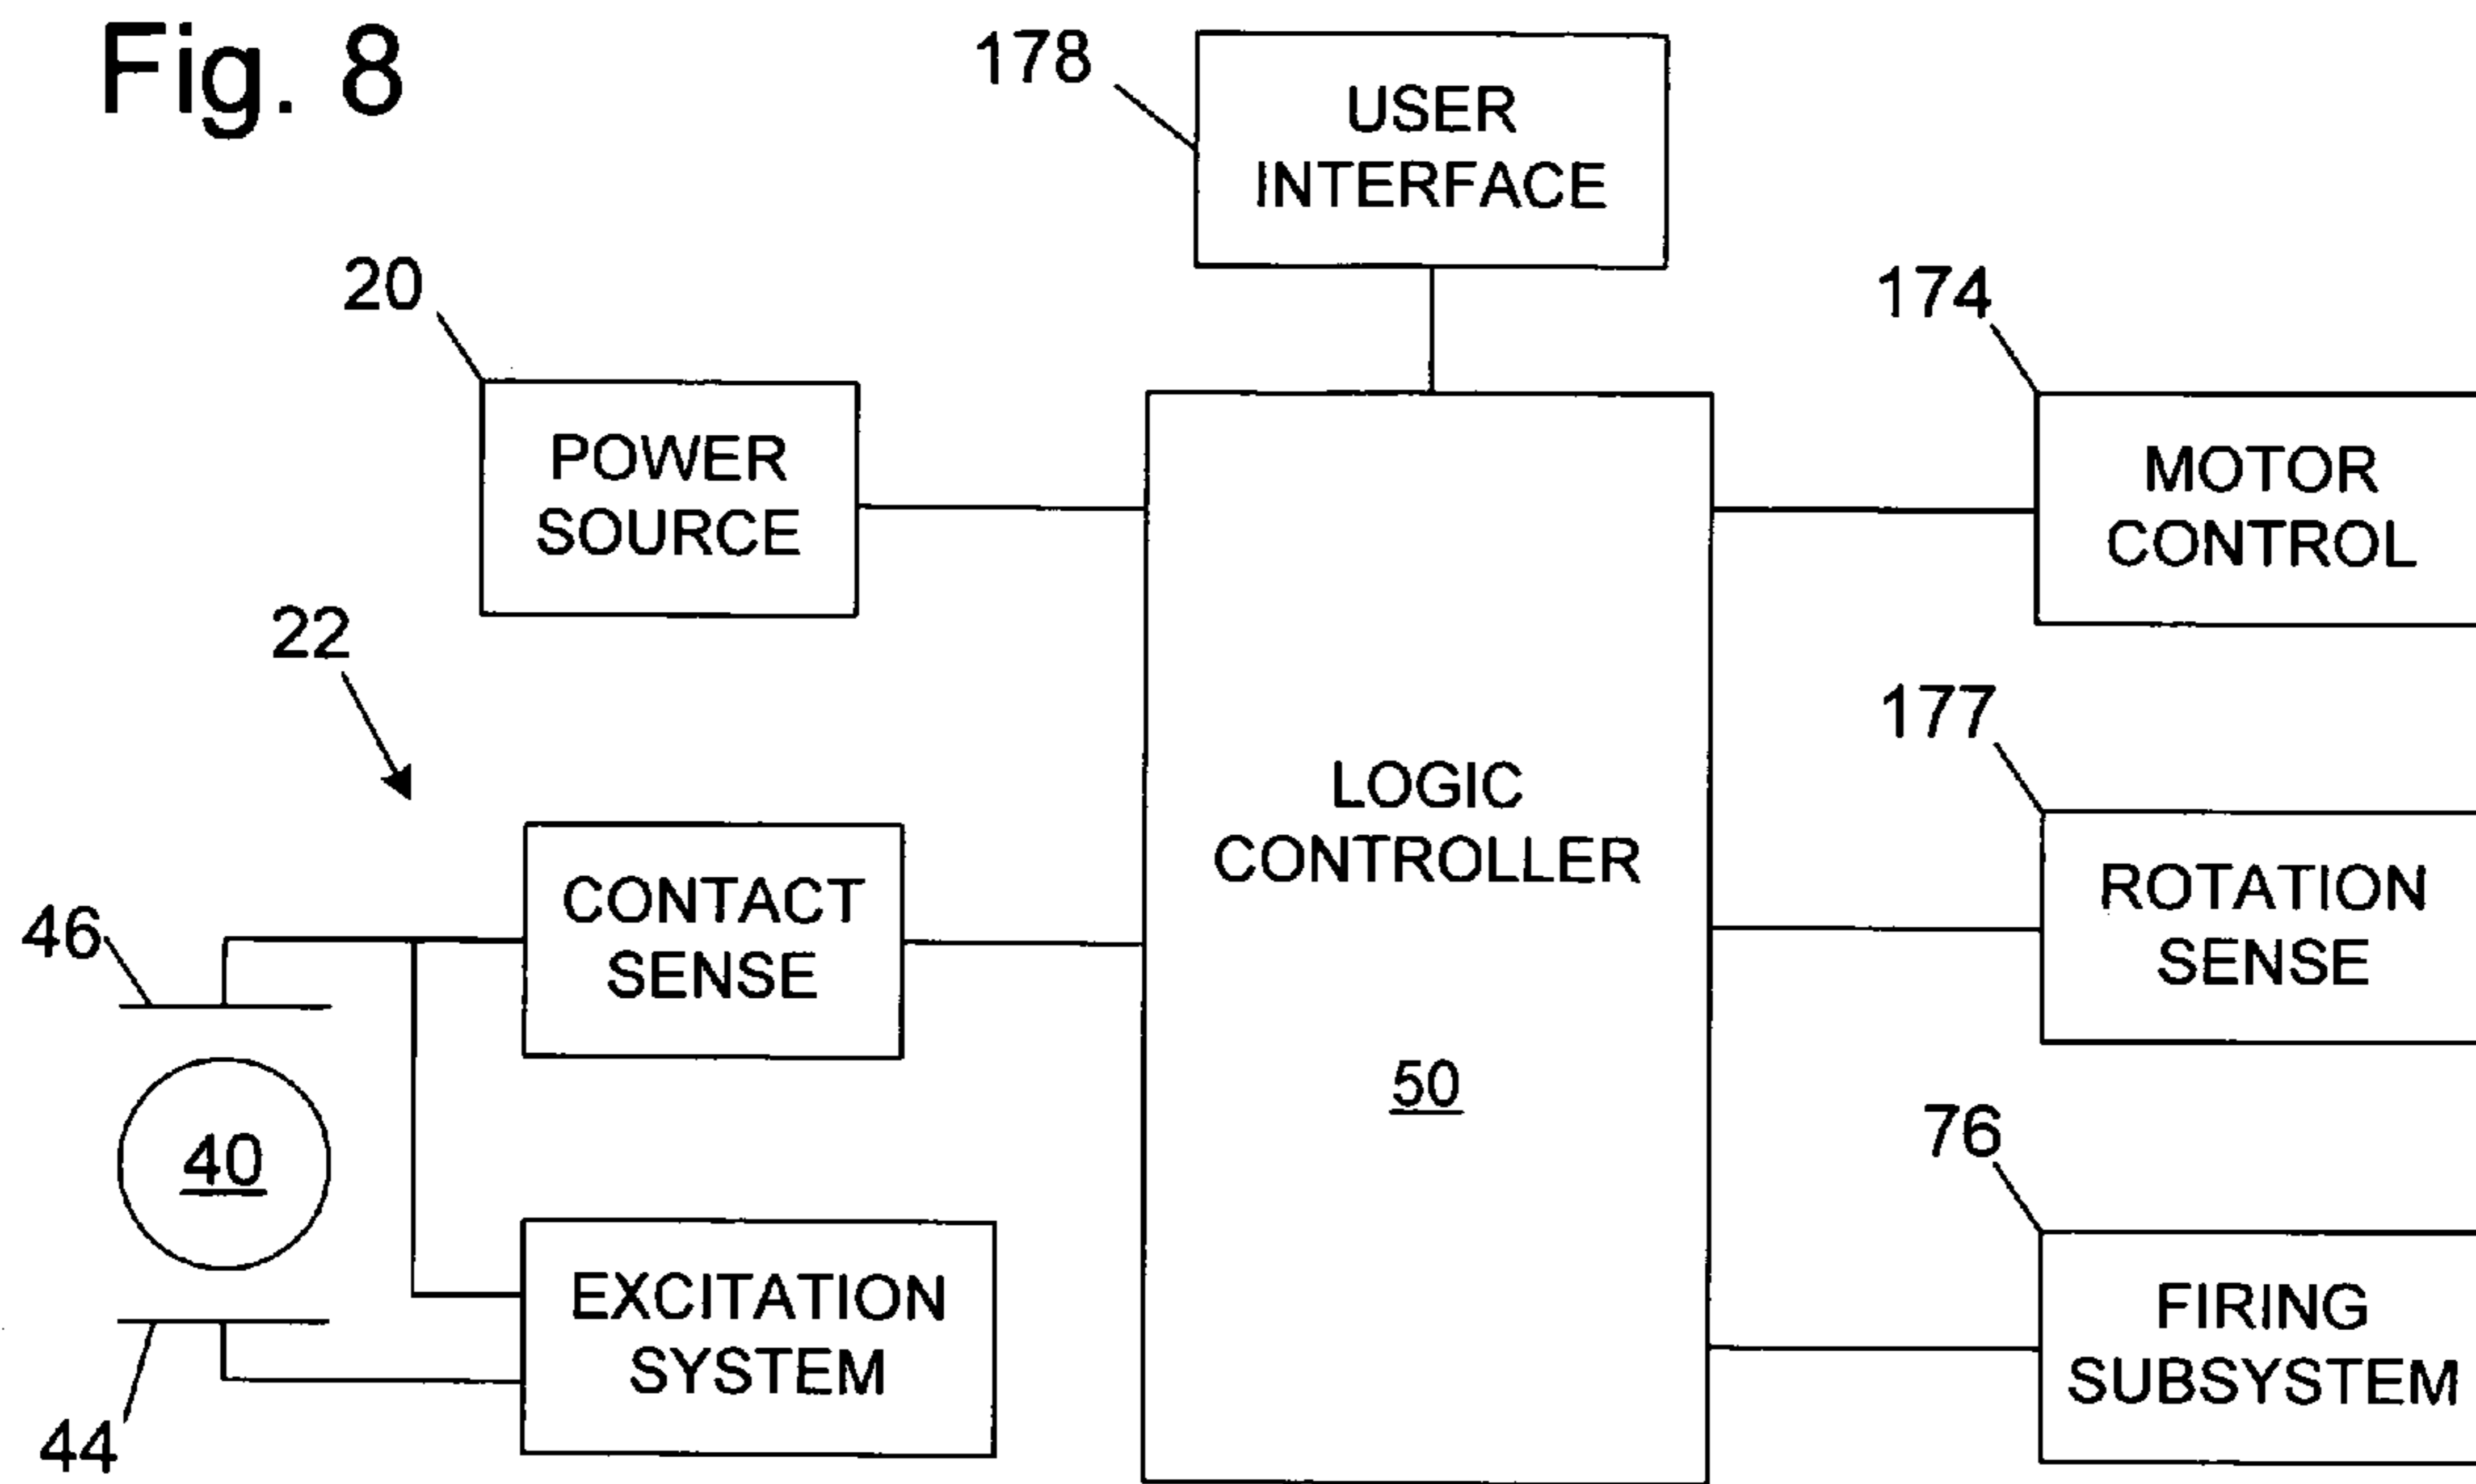 Fig. 8
178
USER
INTERFACE
20
POWER
SOURCE
174
MOTOR
CONTROL
22
LOGIC
CONTROLLER
50
177
ROTATION
SENSE
CONTACT
SENSE
46
40
76
FIRING
SUBSYSTEM
EXCITATION
SYSTEM
44